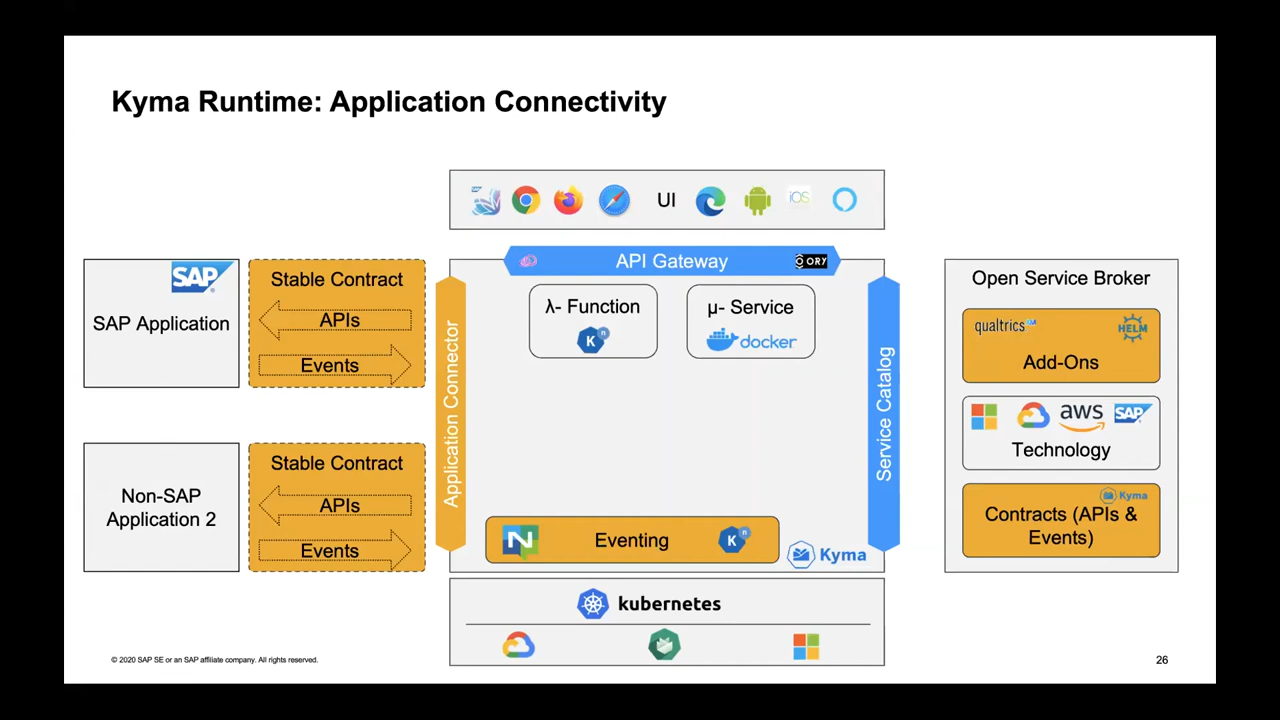 Kyma Runtime: Application Connectivity
UI
iOS
API Gateway
ORY
SAP
SAP Application
Stable Contract
APIs
Events
Non-SAP
Application 2
Stable Contract
APIs
Events
Application Connector
λ- Function
K
n
μ- Service
docker
N
Eventing
K
n
Kyma
Service Catalog
Open Service Broker
qualtrics
HELM
Add-Ons
aws
SAP
Technology
Kyma
Contracts (APIs &
Events)
kubernetes
© 2020 SAP SE or an SAP affiliate company. All rights reserved.
26